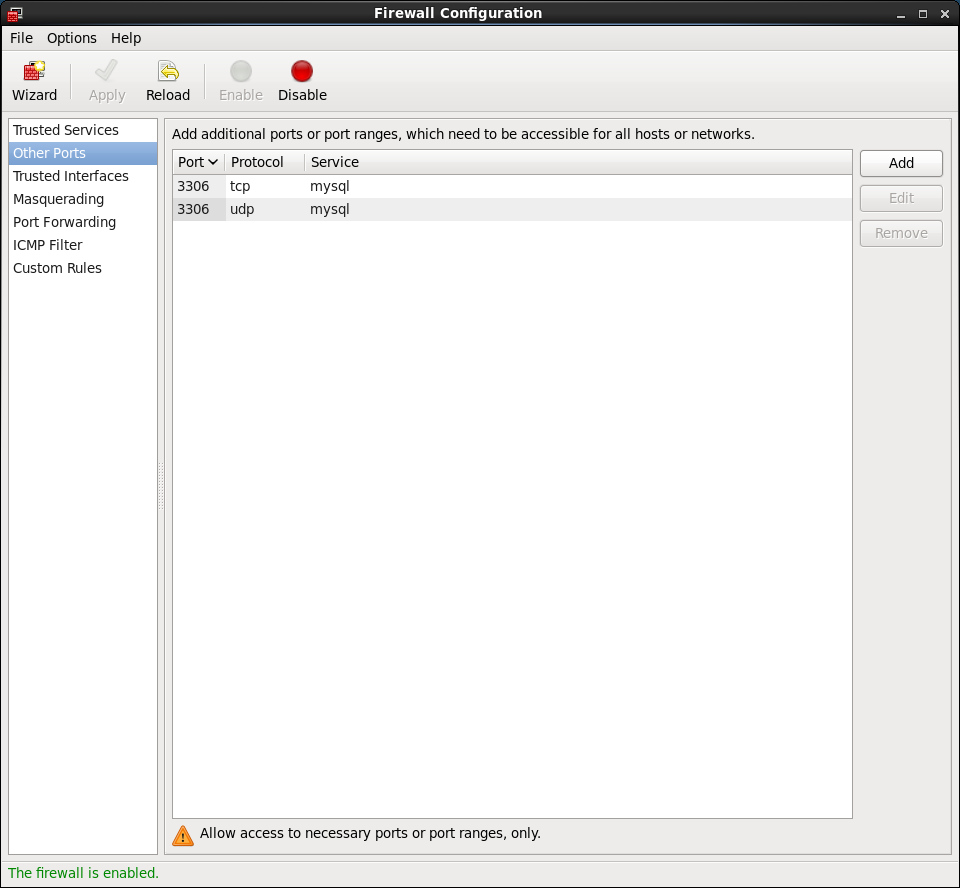 Firewall Configuration
File Options Help
Wizard Apply Reload Enable Disable
Trusted Services
Other Ports
Trusted Interfaces
Masquerading
Port Forwarding
ICMP Filter
Custom Rules
Add additional ports or port ranges, which need to be accessible for all hosts or networks.
Port Protocol Service
3306 tcp mysql
3306 udp mysql
Add
Edit
Remove
Allow access to necessary ports or port ranges, only.
The firewall is enabled.